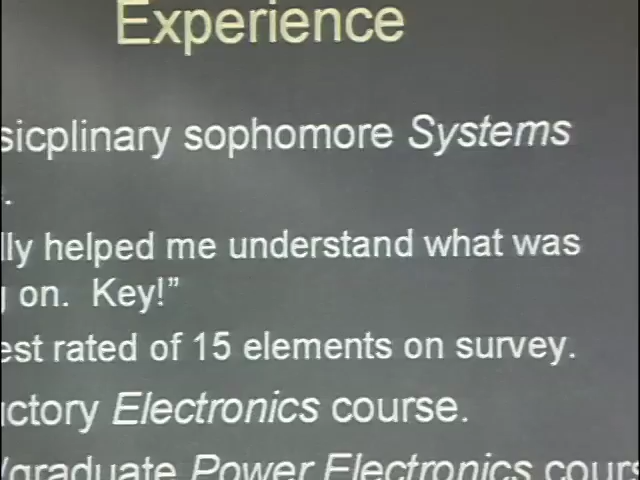 Experience
sicplinary sophomore Systems
.
lly helped me understand what was
on. Key!”
est rated of 15 elements on survey.
ctory Electronics course.
/graduate Power Electronics cours